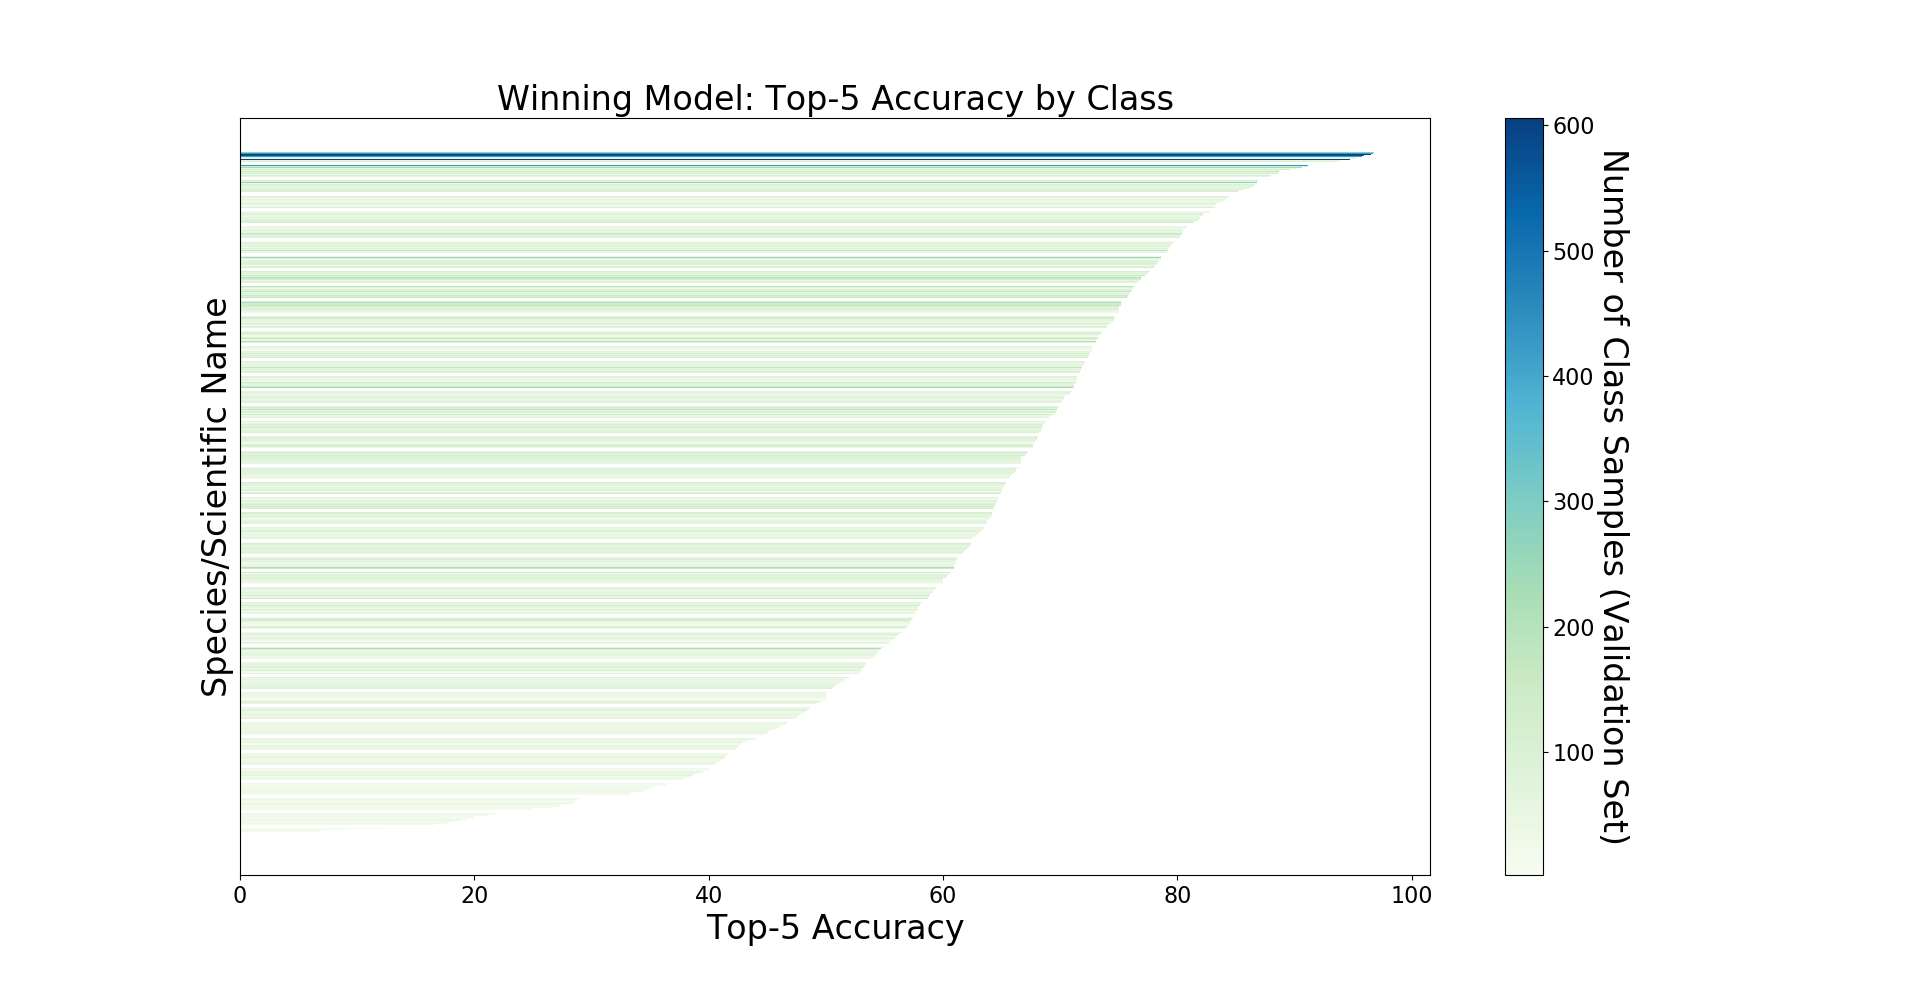 Winning Model: Top-5 Accuracy by Class
Species/Scientific Name
0 20 40 60 80 100
Top-5 Accuracy
600
500
400
300
200
100
Number of Class Samples (Validation Set)